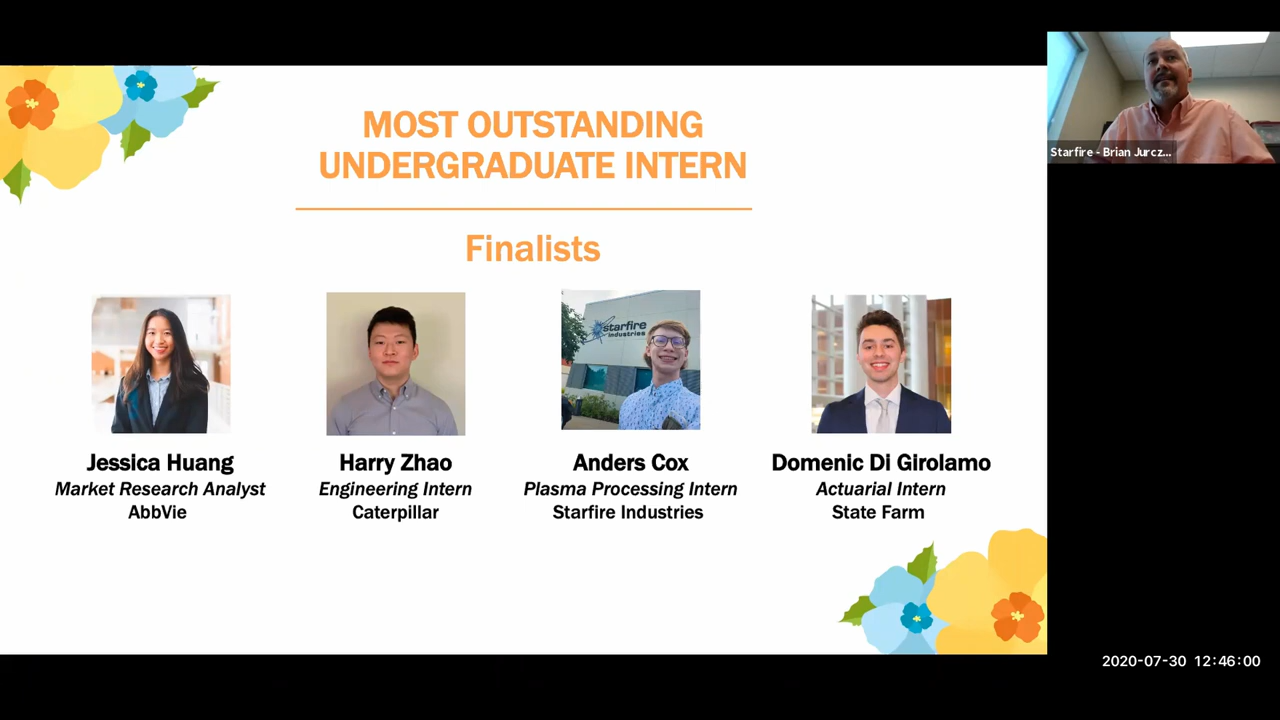 MOST OUTSTANDING
UNDERGRADUATE INTERN
Finalists
starfire
industries
Jessica Huang
Market Research Analyst
AbbVie
Harry Zhao
Engineering Intern
Caterpillar
Anders Cox
Plasma Processing Intern
Starfire Industries
Domenic Di Girolamo
Actuarial Intern
State Farm
Starfire - Brian Jurcz...
2020-07-30 12:46:00